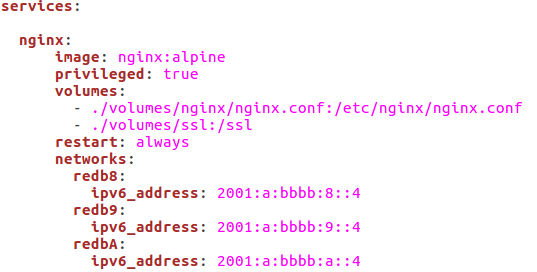 services:
  nginx:
      image: nginx:alpine
      privileged: true
      volumes:
        - ./volumes/nginx/nginx.conf:/etc/nginx/nginx.conf
        - ./volumes/ssl:/ssl
      restart: always
      networks:
        redb8:
          ipv6_address: 2001:a:bbbb:8::4
        redb9:
          ipv6_address: 2001:a:bbbb:9::4
        redbA:
          ipv6_address: 2001:a:bbbb:a::4